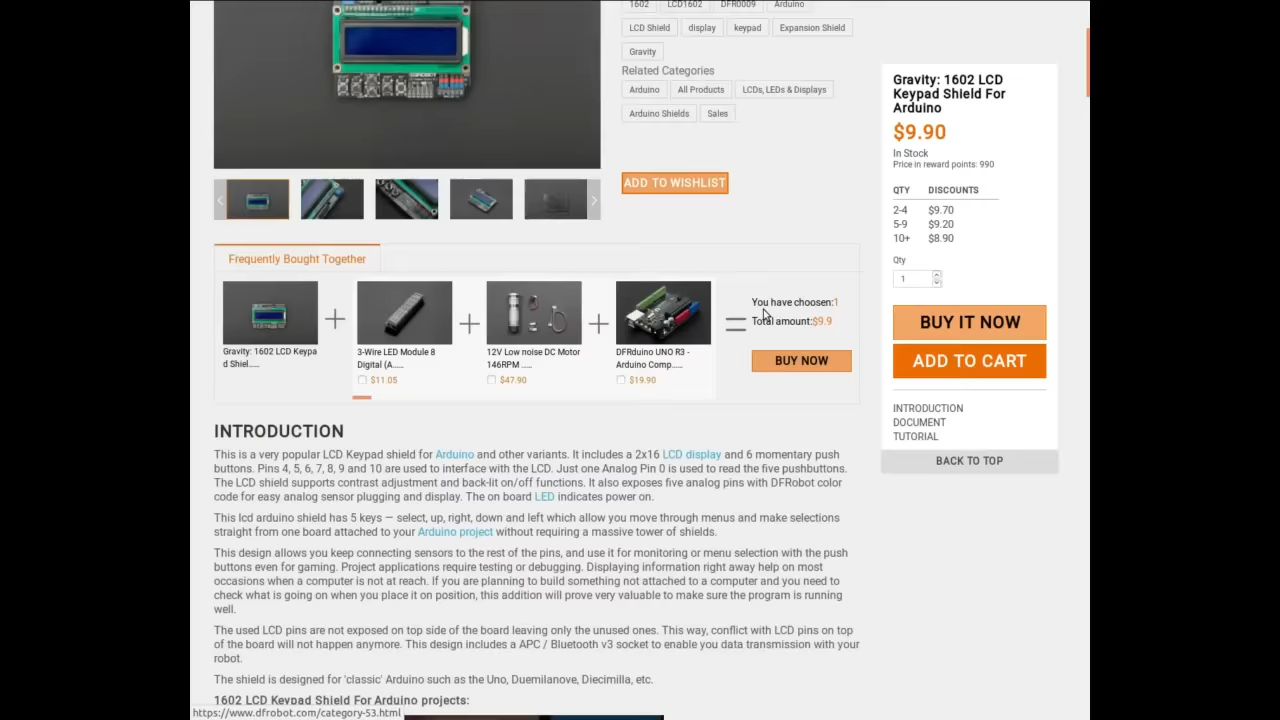 1602 LCD1602 DFR0009 Arduino
LCD Shield display keypad Expansion Shield
Gravity
Related Categories
Arduino All Products LCDs, LEDs & Displays
Arduino Shields Sales
ADD TO WISHLIST
Gravity: 1602 LCD
Keypad Shield For
Arduino
$9.90
In Stock
Price in reward points: 990
QTY DISCOUNTS
2-4 $9.70
5-9 $9.20
10+ $8.90
Qty
1
BUY IT NOW
ADD TO CART
INTRODUCTION
DOCUMENT
TUTORIAL
BACK TO TOP
Frequently Bought Together
Gravity: 1602 LCD Keypa
d Shiel......
3-Wire LED Module 8
Digital (A......
$11.05
12V Low noise DC Motor
146RPM ......
$47.90
DFRduino UNO R3 -
Arduino Comp......
$19.90
You have choosen:1
Total amount:$9.9
BUY NOW
INTRODUCTION
This is a very popular LCD Keypad shield for Arduino and other variants. It includes a 2x16 LCD display and 6 momentary push
buttons. Pins 4, 5, 6, 7, 8, 9 and 10 are used to interface with the LCD. Just one Analog Pin 0 is used to read the five pushbuttons.
The LCD shield supports contrast adjustment and back-lit on/off functions. It also exposes five analog pins with DFRobot color
code for easy analog sensor plugging and display. The on board LED indicates power on.
This lcd arduino shield has 5 keys — select, up, right, down and left which allow you move through menus and make selections
straight from one board attached to your Arduino project without requiring a massive tower of shields.
This design allows you keep connecting sensors to the rest of the pins, and use it for monitoring or menu selection with the push
buttons even for gaming. Project applications require testing or debugging. Displaying information right away help on most
occasions when a computer is not at reach. If you are planning to build something not attached to a computer and you need to
check what is going on when you place it on position, this addition will prove very valuable to make sure the program is running
well.
The used LCD pins are not exposed on top side of the board leaving only the unused ones. This way, conflict with LCD pins on top
of the board will not happen anymore. This design includes a APC / Bluetooth v3 socket to enable you data transmission with your
robot.
The shield is designed for 'classic' Arduino such as the Uno, Duemilanove, Diecimilla, etc.
1602 LCD Keypad Shield For Arduino projects:
https://www.dfrobot.com/category-53.html